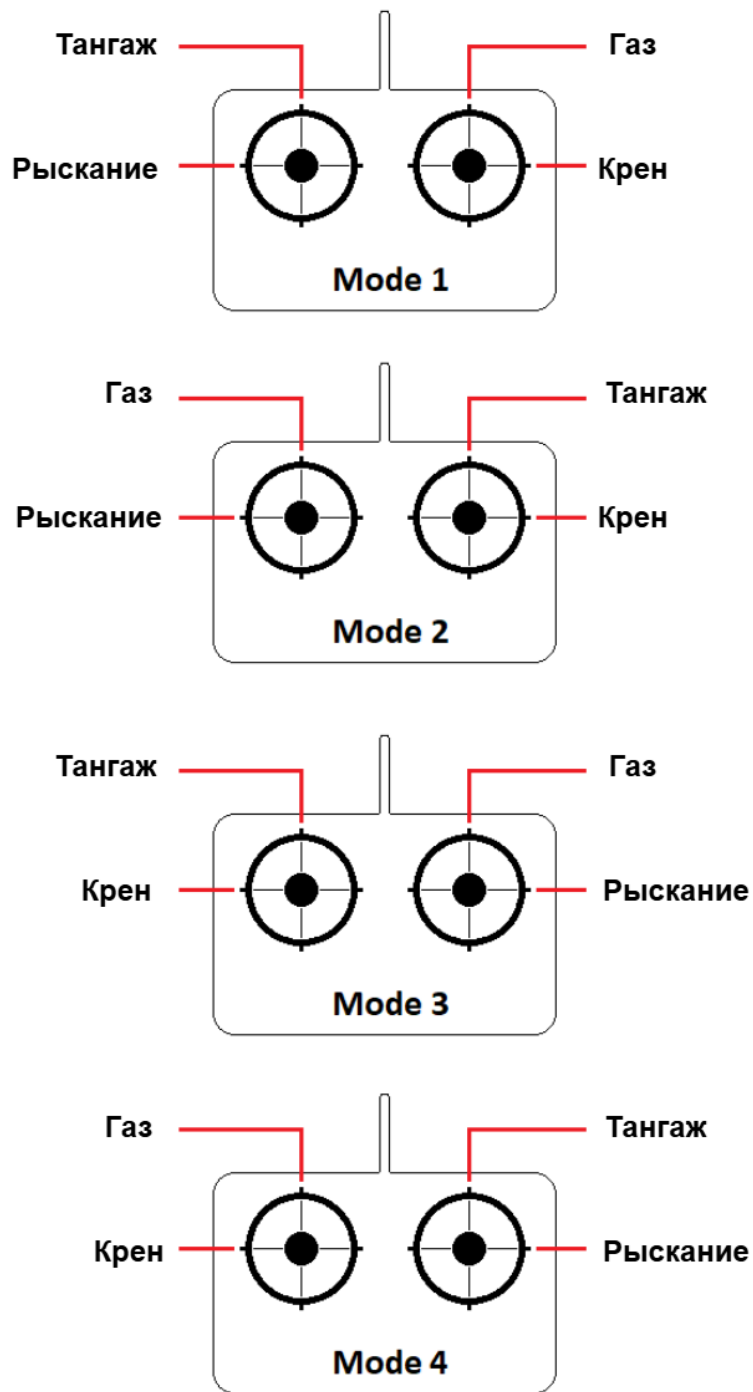 Тангаж
Газ
Рыскание
Крен
Mode 1
Газ
Тангаж
Рыскание
Крен
Mode 2
Тангаж
Газ
Крен
Рыскание
Mode 3
Газ
Тангаж
Крен
Рыскание
Mode 4